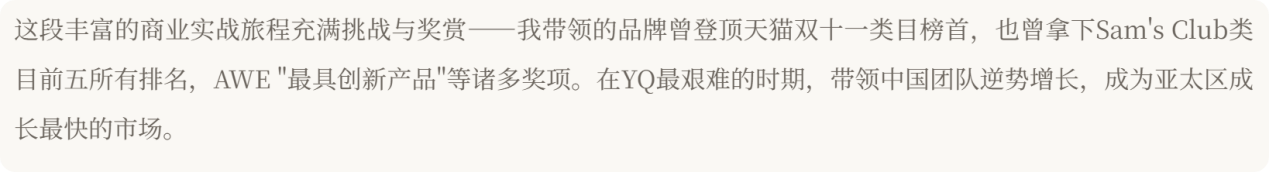 这段丰富的商业实战旅程充满挑战与奖赏——我带领的品牌曾登顶天猫双十一类目榜首，也曾拿下Sam's Club类
目前五所有排名，AWE "最具创新产品"等诸多奖项。在YQ最艰难的时期，带领中国团队逆势增长，成为亚太区成
长最快的市场。